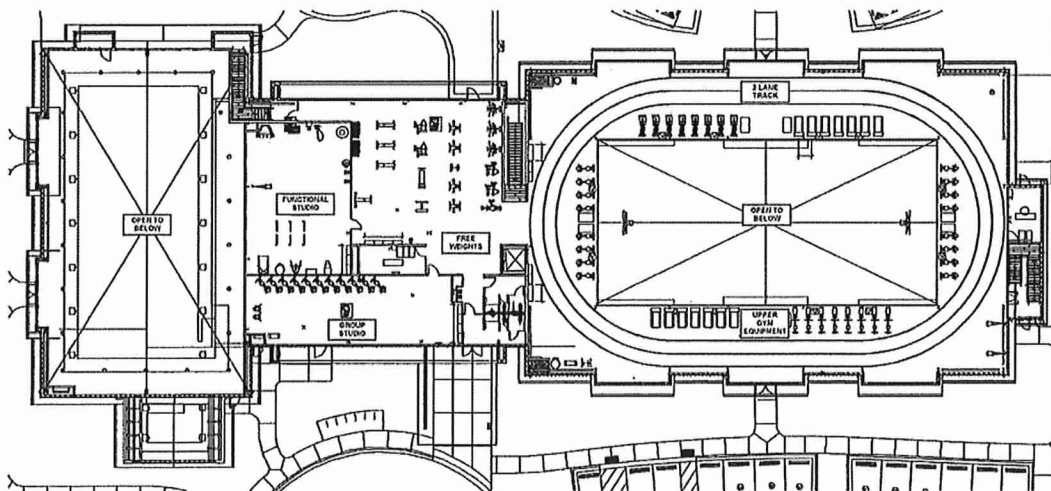 3 LANE
TRACK
FUNCTIONAL
STUDIO
OPEN TO
BELOW
OPEN TO
BELOW
FREE
WEIGHTS
GROUP
STUDIO
UPPER
GYM
EQUIPMENT